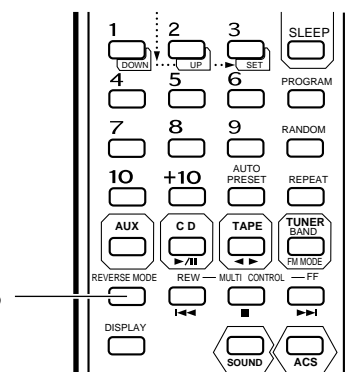 1 2 3 SLEEP
DOWN UP SET
4 5 6 PROGRAM
7 8 9 RANDOM
10 +10 AUTO PRESET REPEAT
AUX CD TAPE TUNER
BAND
FM MODE
REVERSE MODE REW MULTI CONTROL FF
DISPLAY
SOUND ACS